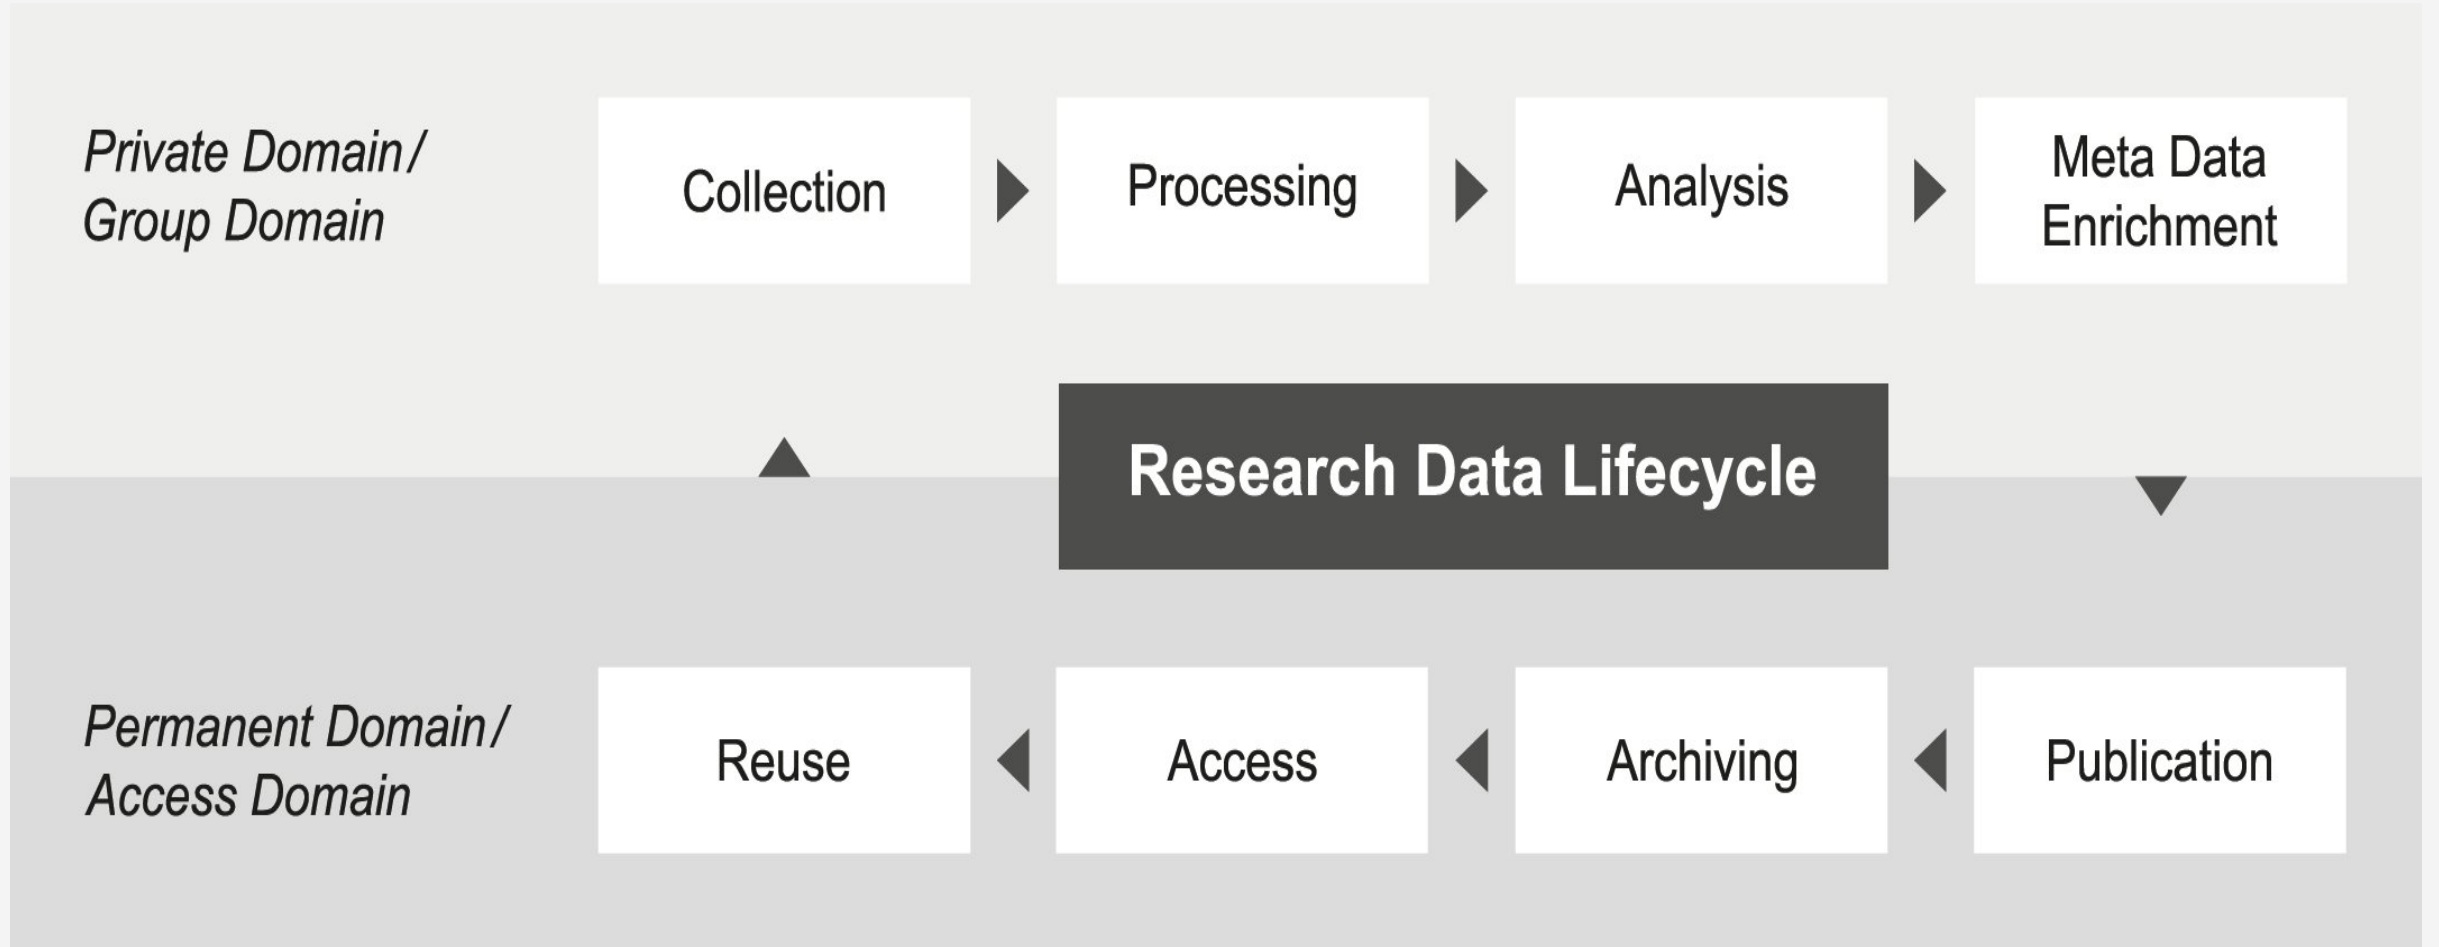 Private Domain/
Group Domain
Collection
Processing
Analysis
Meta Data
Enrichment
Research Data Lifecycle
Permanent Domain/
Access Domain
Reuse
Access
Archiving
Publication